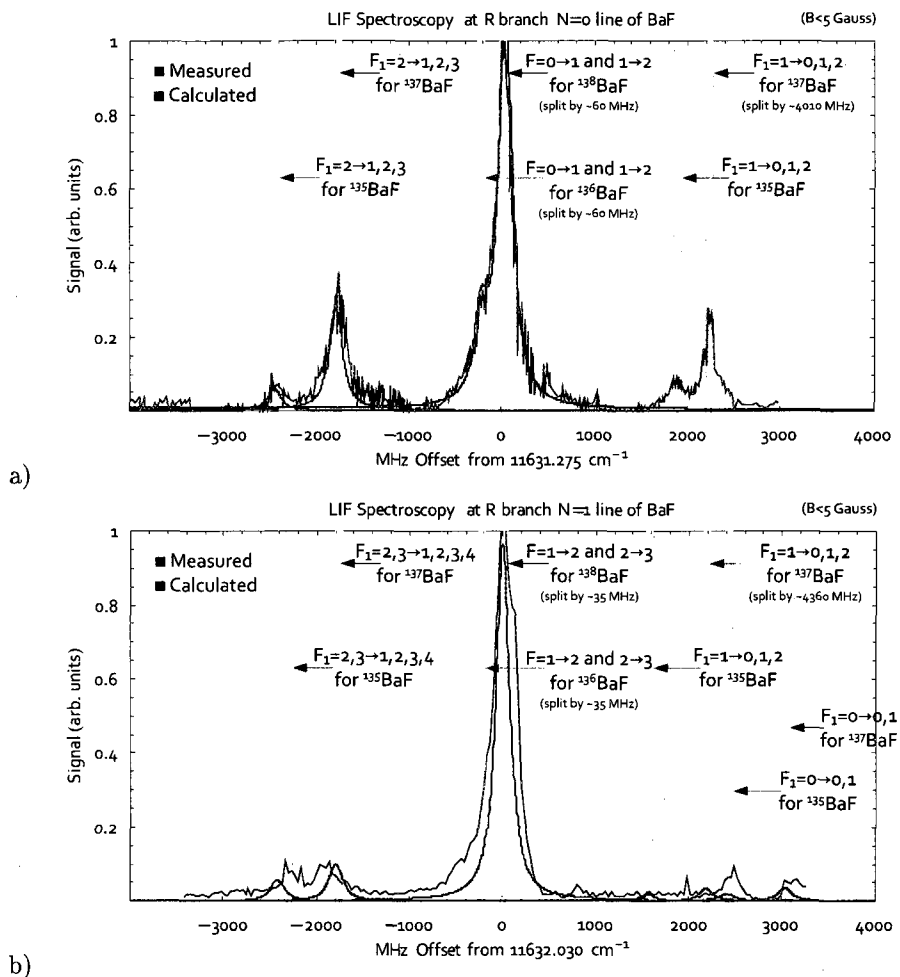 LIF Spectroscopy at R branch N=0 line of BaF (B<5 Gauss)
Measured
Calculated
F₁=2→1,2,3
for ¹³⁷BaF
F=0→1 and 1→2
for ¹³⁸BaF
(split by ~60 MHz)
F₁=1→0,1,2
for ¹³⁷BaF
(split by ~4010 MHz)
F₁=2→1,2,3
for ¹³⁵BaF
F=0→1 and 1→2
for ¹³⁶BaF
(split by ~60 MHz)
F₁=1→0,1,2
for ¹³⁵BaF
Signal (arb. units)
1
0.8
0.6
0.4
0.2
−3000 −2000 −1000 0 1000 2000 3000 4000
MHz Offset from 11631.275 cm⁻¹
a)
LIF Spectroscopy at R branch N=1 line of BaF (B<5 Gauss)
Measured
Calculated
F₁=2,3→1,2,3,4
for ¹³⁷BaF
F=1→2 and 2→3
for ¹³⁸BaF
(split by ~35 MHz)
F₁=1→0,1,2
for ¹³⁷BaF
(split by ~4360 MHz)
F₁=2,3→1,2,3,4
for ¹³⁵BaF
F=1→2 and 2→3
for ¹³⁶BaF
(split by ~35 MHz)
F₁=1→0,1,2
for ¹³⁵BaF
F₁=0→0,1
for ¹³⁷BaF
F₁=0→0,1
for ¹³⁵BaF
Signal (arb. units)
1
0.8
0.6
0.4
0.2
−3000 −2000 −1000 0 1000 2000 3000 4000
MHz Offset from 11632.030 cm⁻¹
b)